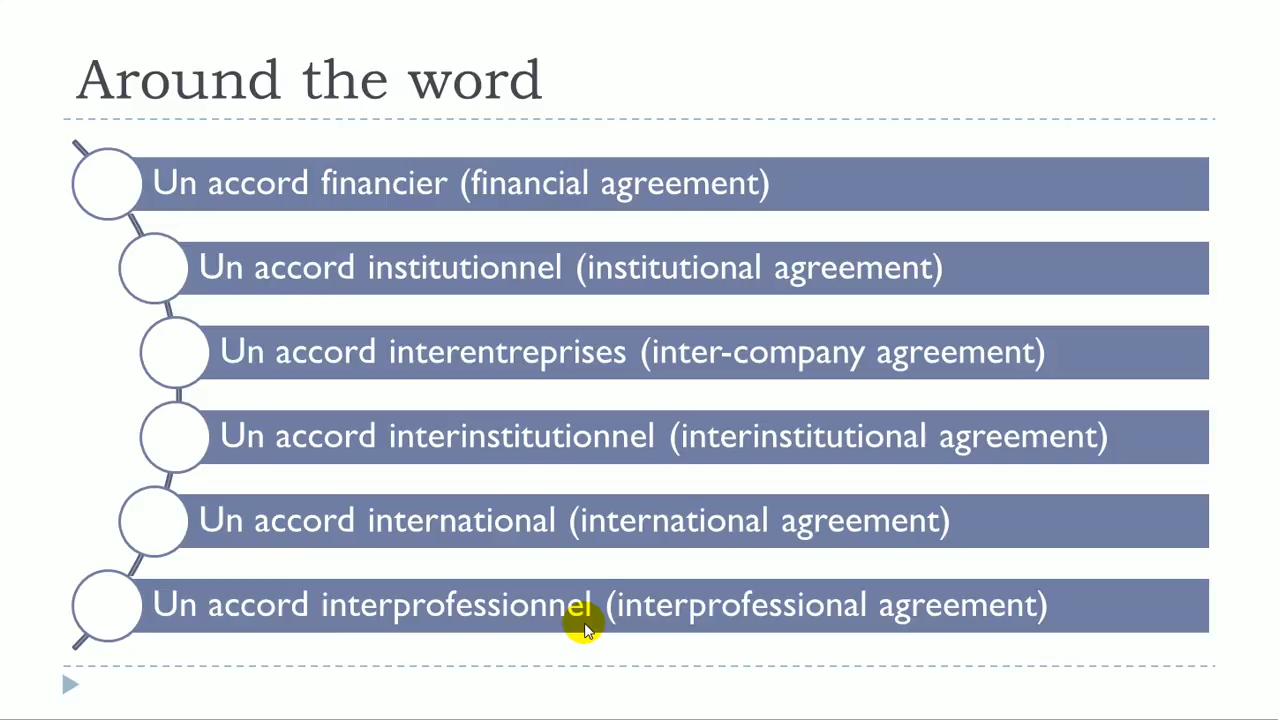 Around the word
Un accord financier (financial agreement)
Un accord institutionnel (institutional agreement)
Un accord interentreprises (inter-company agreement)
Un accord interinstitutionnel (interinstitutional agreement)
Un accord international (international agreement)
Un accord interprofessionnel (interprofessional agreement)